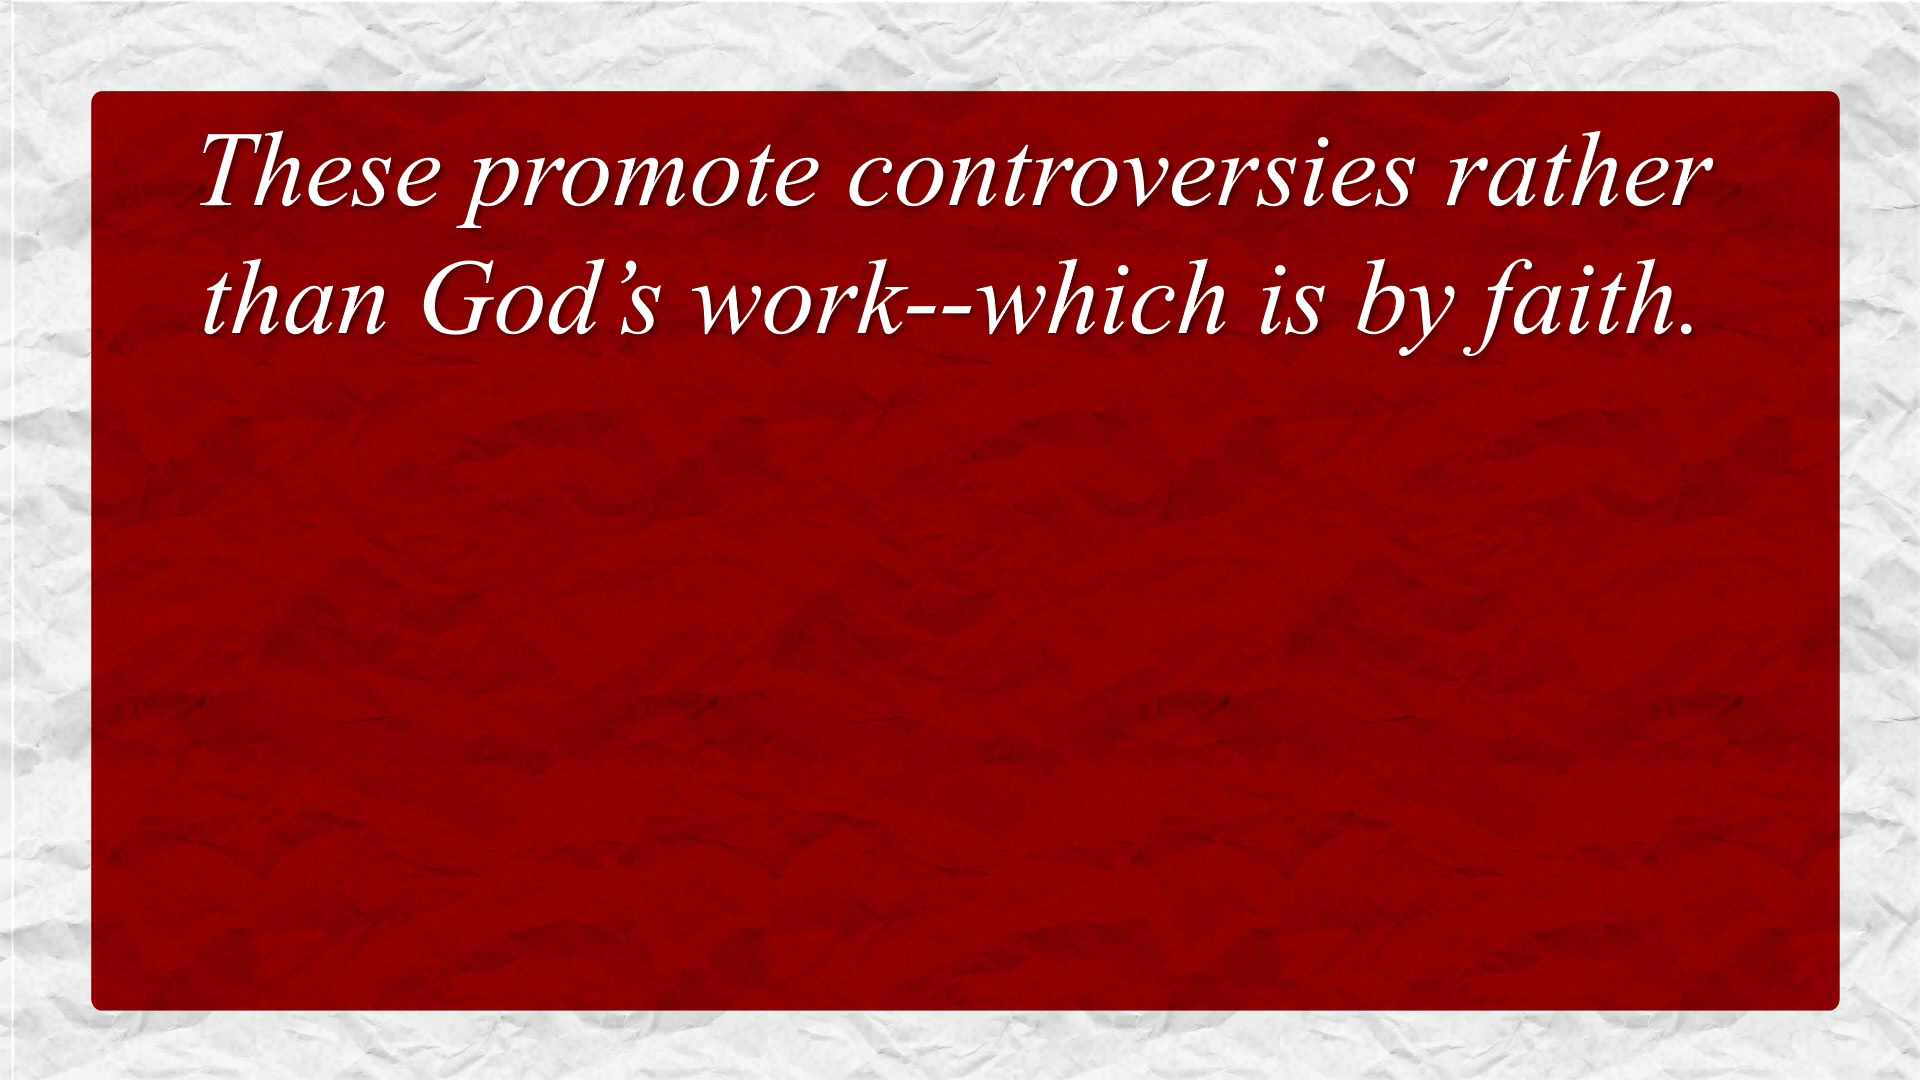 These promote controversies rather
than God’s work--which is by faith.